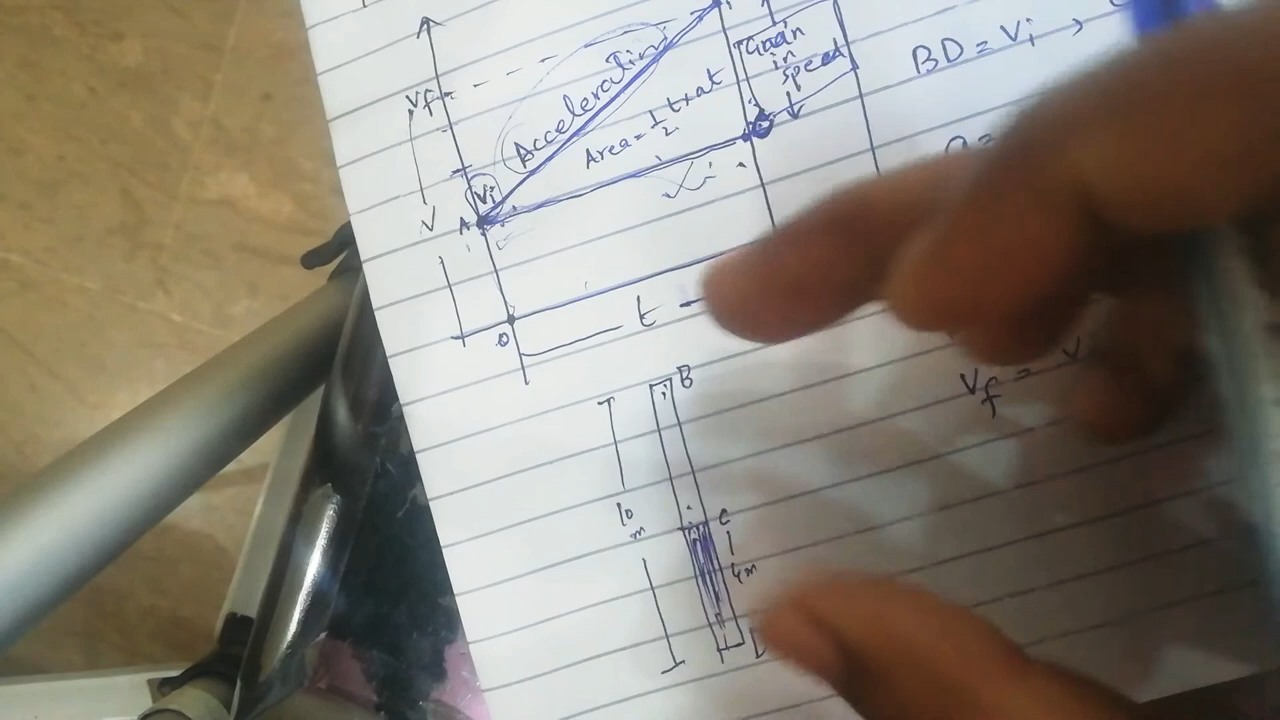 Vf
Acceleration
Area = 1/2 t×at
Gain
in
speed
BD = Vi
Vi
A
V
Vi
O
t
Vf = V
B
10
m
C
4m